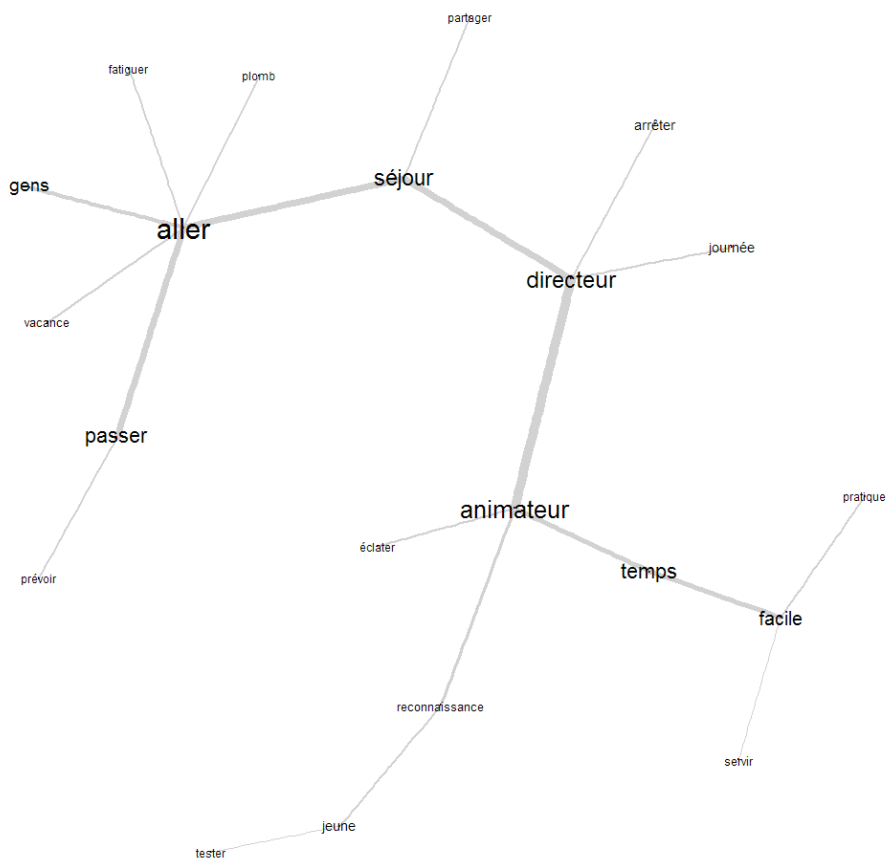 partager
fatiguer
plomb
arrêter
séjour
gens
aller
journée
directeur
vacance
passer
pratique
animateur
éclater
temps
prévoir
facile
reconnaissance
servir
jeune
tester